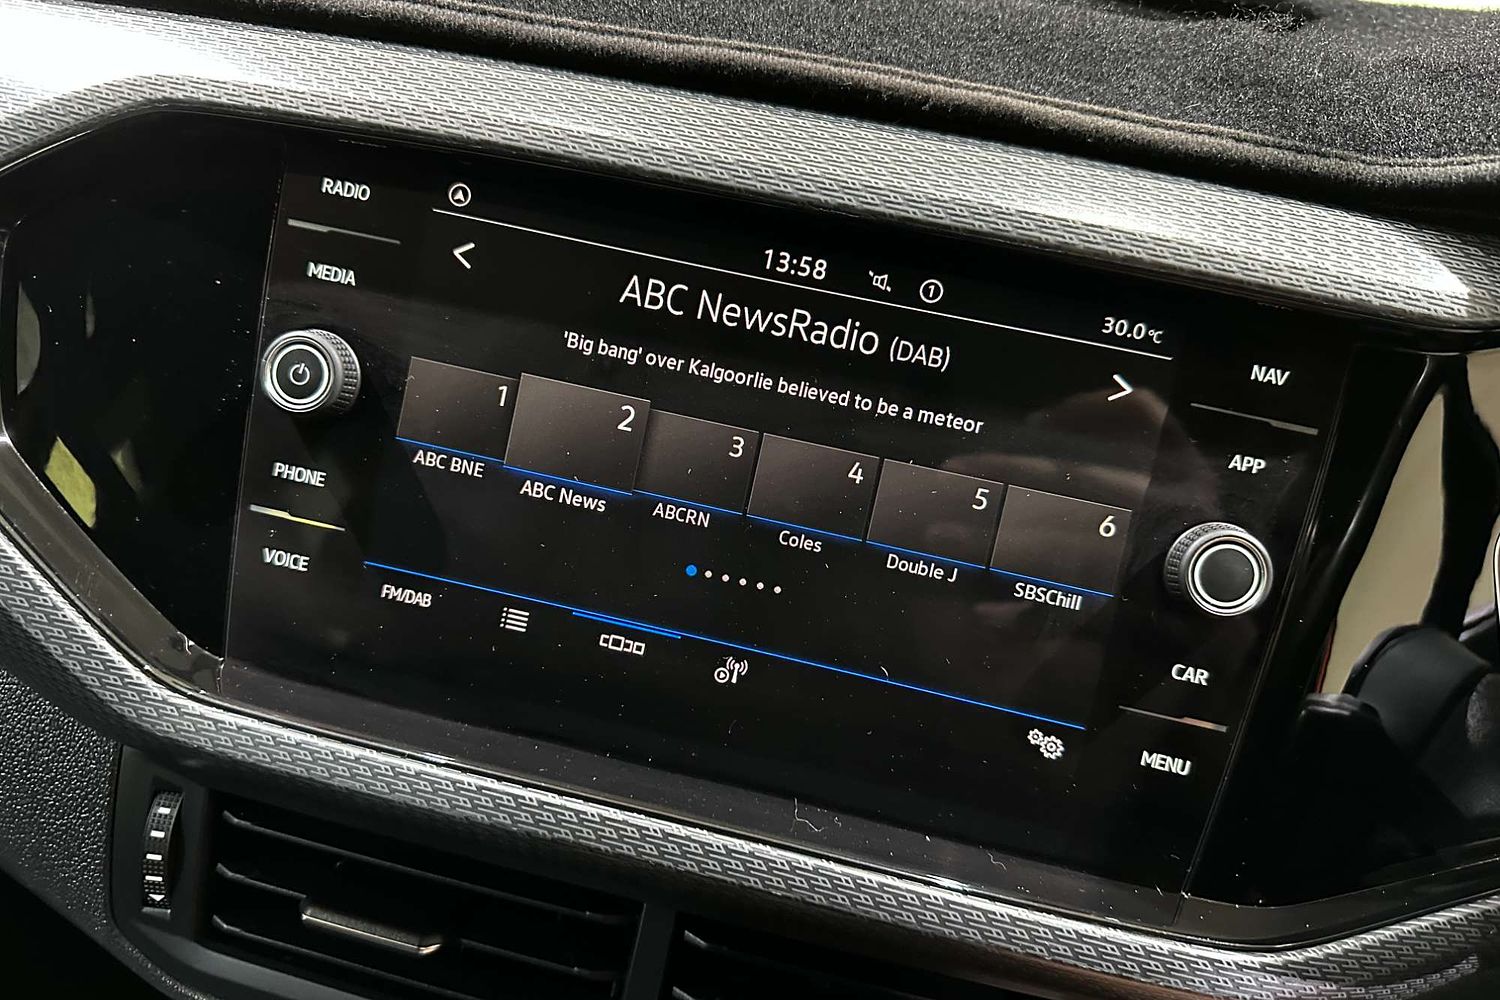 RADIO
MEDIA
PHONE
VOICE
13:58
1
30.0°C
ABC NewsRadio (DAB)
'Big bang' over Kalgoorlie believed to be a meteor
1
ABC BNE
2
ABC News
3
ABCRN
4
Coles
5
Double J
6
SBSChill
FM/DAB
NAV
APP
CAR
MENU